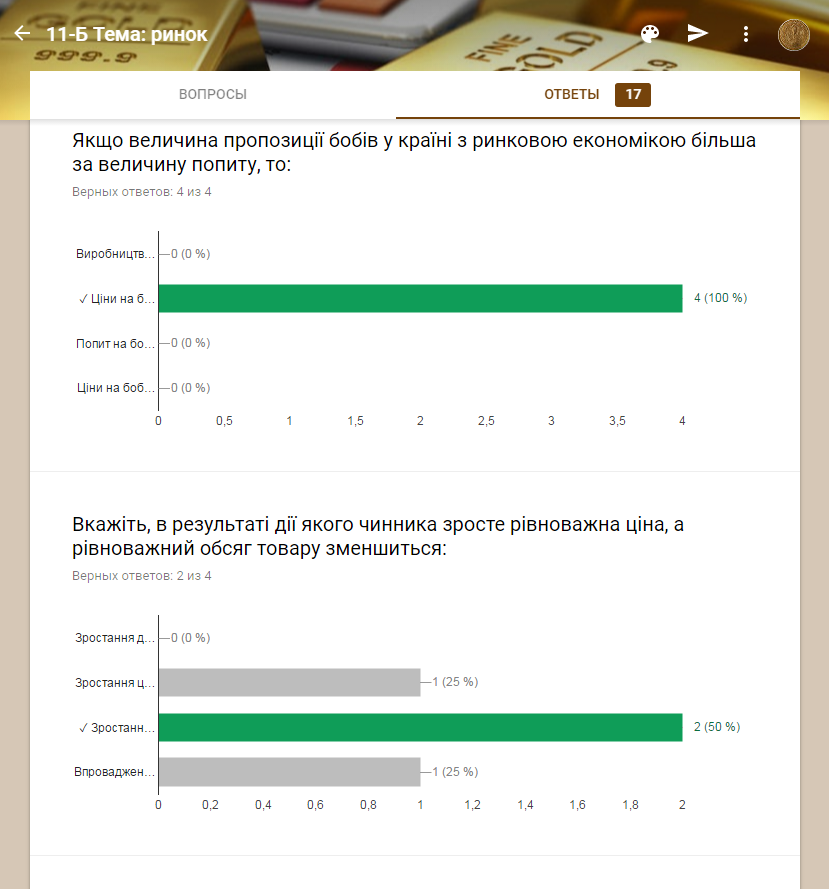 999.9
FINE
GOLD
11-Б Тема: ринок
ВОПРОСЫ
ОТВЕТЫ 17
Якщо величина пропозиції бобів у країні з ринковою економікою більша
за величину попиту, то:
Верных ответов: 4 из 4
Виробництв... 0 (0 %)
✓ Ціни на б... 4 (100 %)
Попит на бо... 0 (0 %)
Ціни на боб... 0 (0 %)
0 0,5 1 1,5 2 2,5 3 3,5 4
Вкажіть, в результаті дії якого чинника зросте рівноважна ціна, а
рівноважний обсяг товару зменшиться:
Верных ответов: 2 из 4
Зростання д... 0 (0 %)
Зростання ц... 1 (25 %)
✓ Зростанн... 2 (50 %)
Впроваджен... 1 (25 %)
0 0,2 0,4 0,6 0,8 1 1,2 1,4 1,6 1,8 2